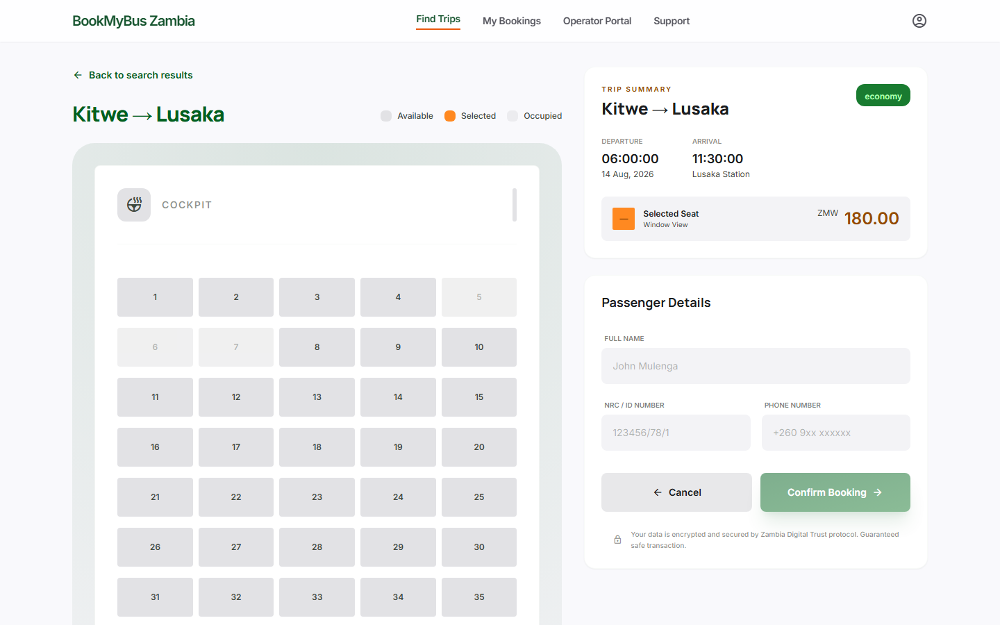 BookMyBus Zambia
Find Trips
My Bookings
Operator Portal
Support
Back to search results
Kitwe → Lusaka
Available
Selected
Occupied
COCKPIT
1 2 3 4 5
6 7 8 9 10
11 12 13 14 15
16 17 18 19 20
21 22 23 24 25
26 27 28 29 30
31 32 33 34 35
TRIP SUMMARY
economy
Kitwe → Lusaka
DEPARTURE
06:00:00
14 Aug, 2026
ARRIVAL
11:30:00
Lusaka Station
—
Selected Seat
Window View
ZMW 180.00
Passenger Details
FULL NAME
John Mulenga
NRC / ID NUMBER
123456/78/1
PHONE NUMBER
+260 9xx xxxxxx
Cancel
Confirm Booking
Your data is encrypted and secured by Zambia Digital Trust protocol. Guaranteed
safe transaction.